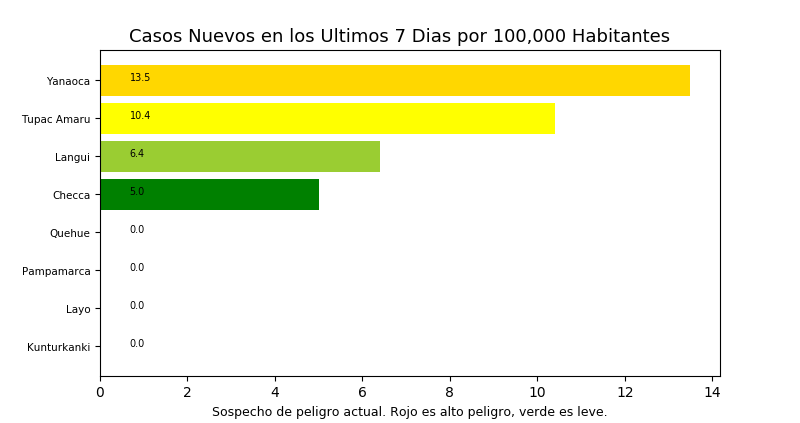 Casos Nuevos en los Ultimos 7 Dias por 100,000 Habitantes
Yanaoca 13.5
Tupac Amaru 10.4
Langui 6.4
Checca 5.0
Quehue 0.0
Pampamarca 0.0
Layo 0.0
Kunturkanki 0.0
0 2 4 6 8 10 12 14
Sospecho de peligro actual. Rojo es alto peligro, verde es leve.